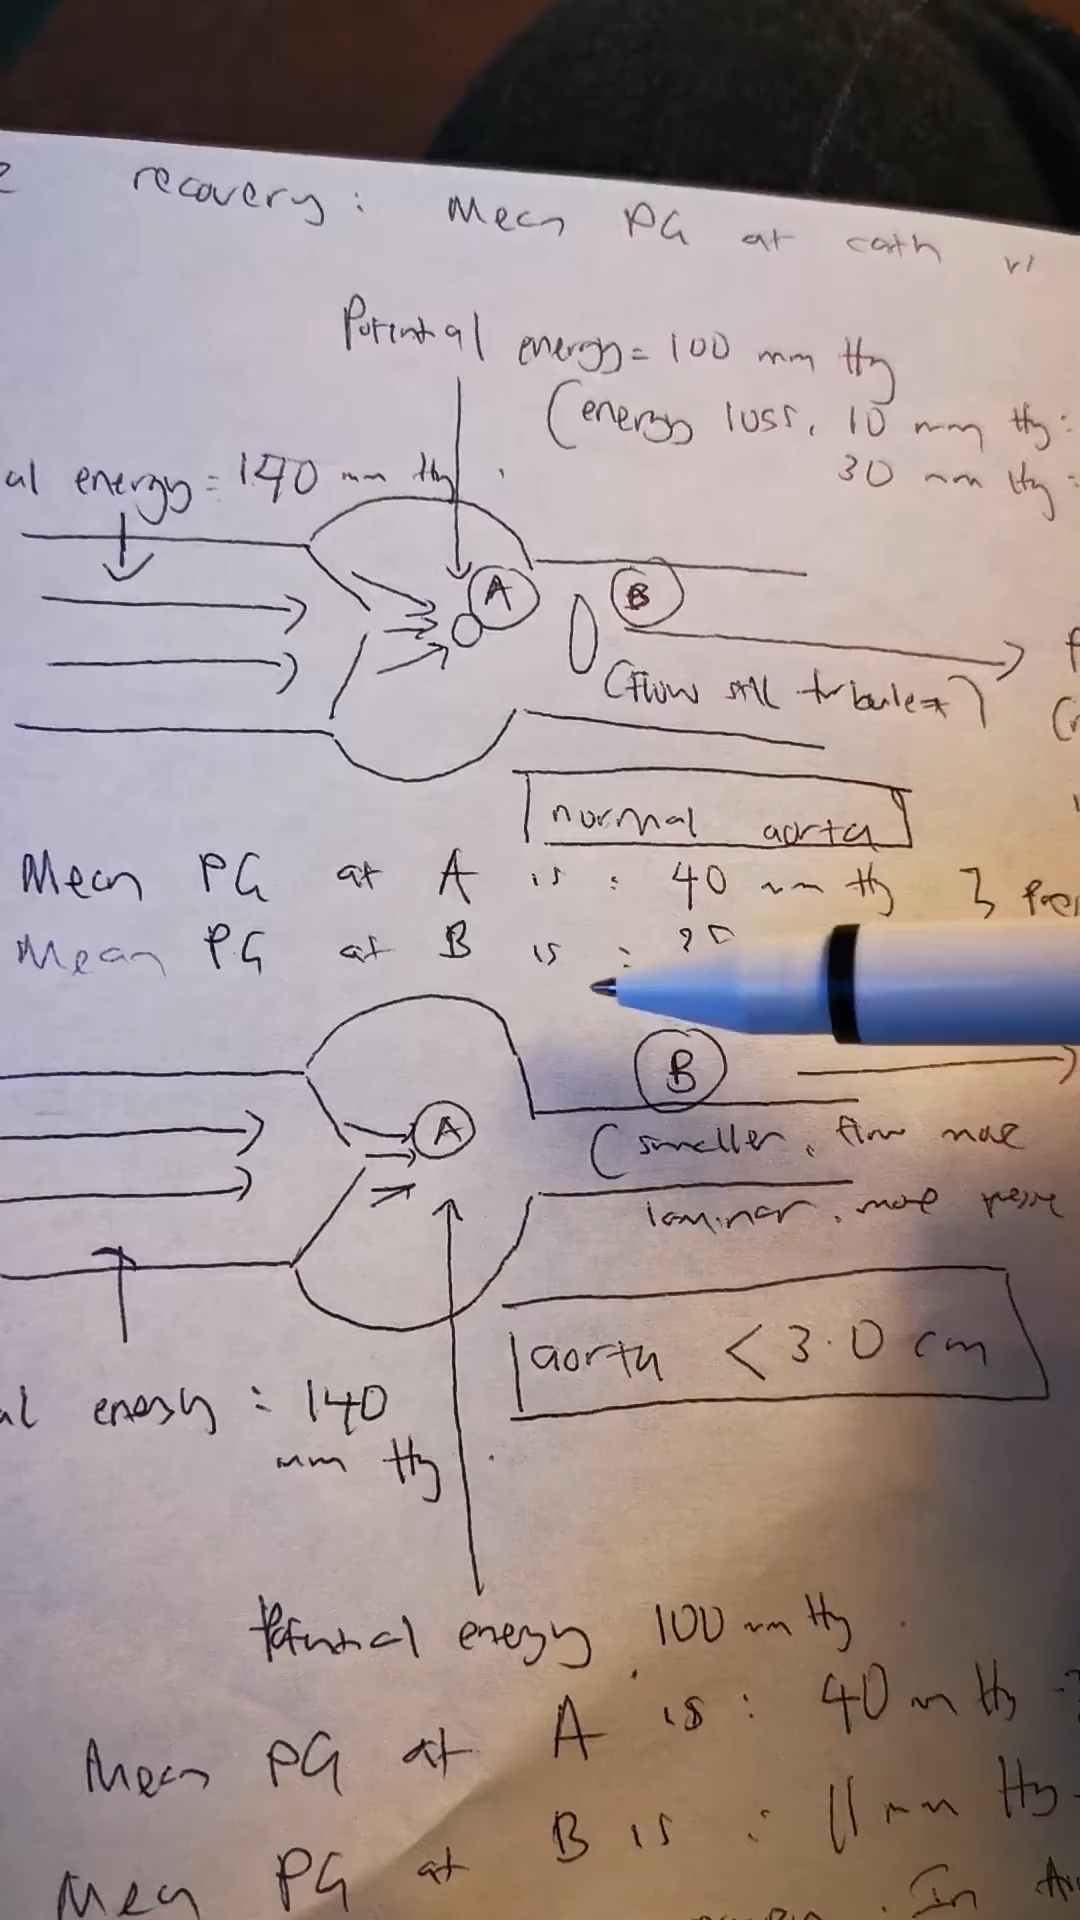 recovery: Mean PG at cath
Potential energy = 100 mm Hg
(energy loss, 10 mm Hg:
al energy = 140 mm Hg
30 mm Hg:
A
B
(Flow still turbulent)
normal aorta
Mean PG at A is : 40 mm Hg }
Mean PG at B is :
B
A
(smaller, flow more
laminar, more
aorta < 3.0 cm
al energy : 140
mm Hg
Potential energy 100 mm Hg
Mean PG at A is : 40 mm Hg
Mean PG at B is : 11 mm Hg
In